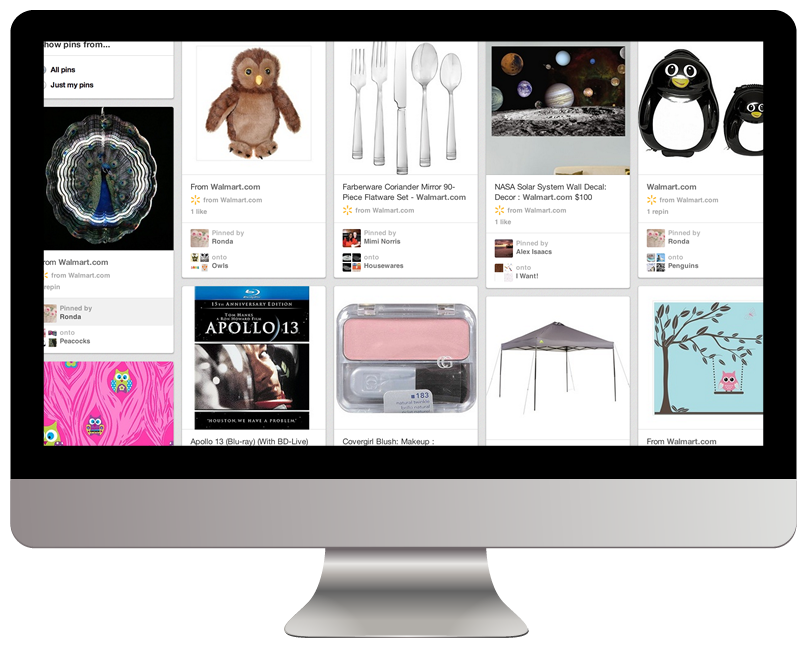 how pins from...
All pins
Just my pins
rom Walmart.com
from Walmart.com
repin
Pinned by
Ronda
onto
Peacocks
From Walmart.com
from Walmart.com
1 like
Pinned by
Ronda
onto
Owls
15TH ANNIVERSARY EDITION
TOM HANKS
A RON HOWARD FILM
APOLLO 13
"HOUSTON, WE HAVE A PROBLEM."
Apollo 13 (Blu-ray) (With BD-Live)
Farberware Coriander Mirror 90-
Piece Flatware Set - Walmart.com
from Walmart.com
Pinned by
Mimi Norris
onto
Housewares
183
Covergirl Blush: Makeup :
NASA Solar System Wall Decal:
Decor : Walmart.com $100
from Walmart.com
1 like
Pinned by
Alex Isaacs
onto
I Want!
Walmart.com
from Walmart.com
1 repin
Pinned by
Ronda
onto
Penguins
From Walmart.com